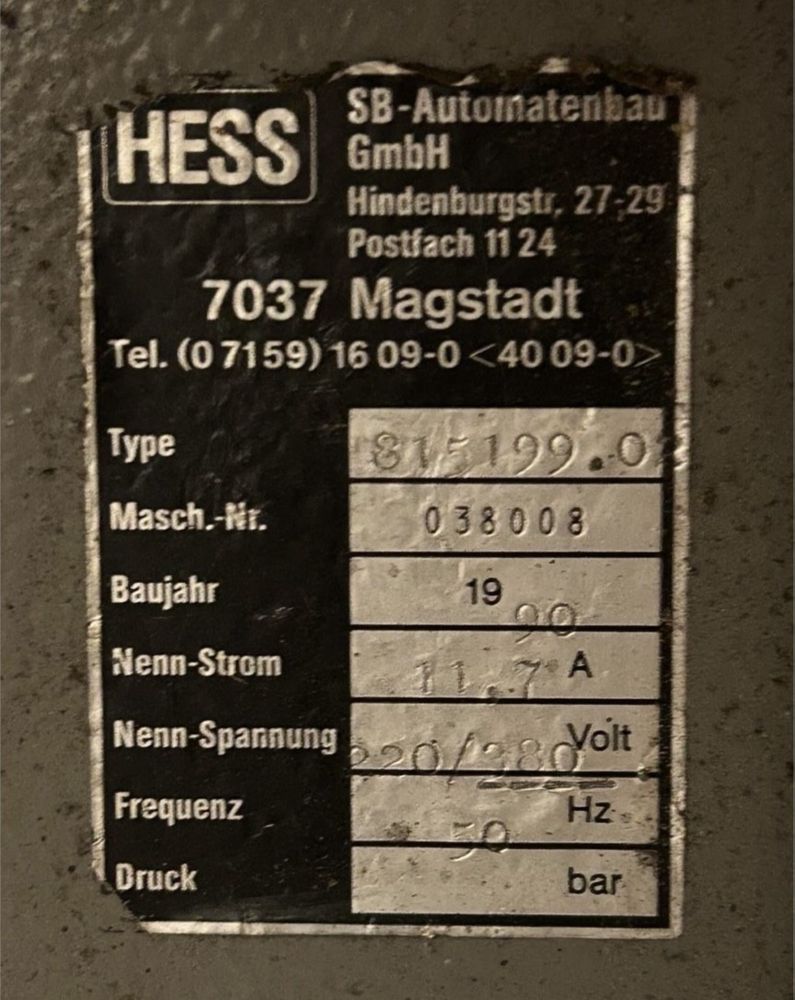 HESS
SB-Automatenbau
GmbH
Hindenburgstr. 27-29
Postfach 11 24
7037 Magstadt
Tel. (0 7159) 16 09-0 <40 09-0>
Type 815199.0
Masch.-Nr. 038008
Baujahr 19 90
Nenn-Strom 11.7 A
Nenn-Spannung 220/380 Volt
Frequenz 50 Hz
Druck bar